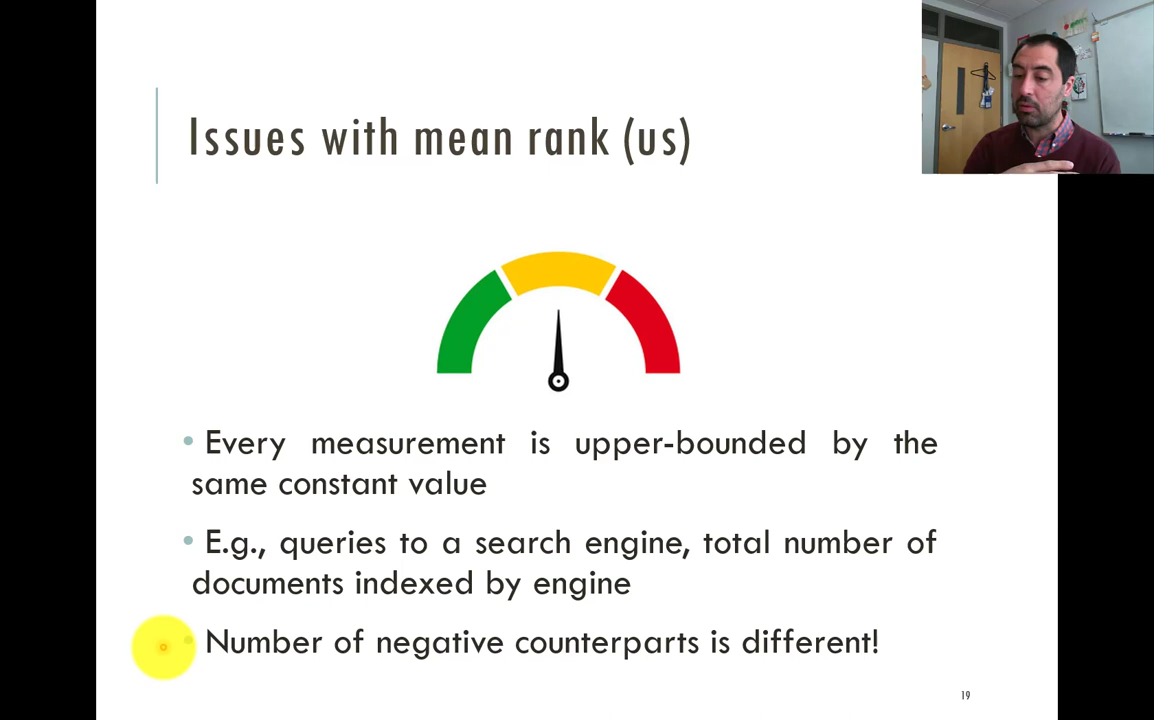 Issues with mean rank (us)
• Every measurement is upper-bounded by the
same constant value
• E.g., queries to a search engine, total number of
documents indexed by engine
• Number of negative counterparts is different!
19